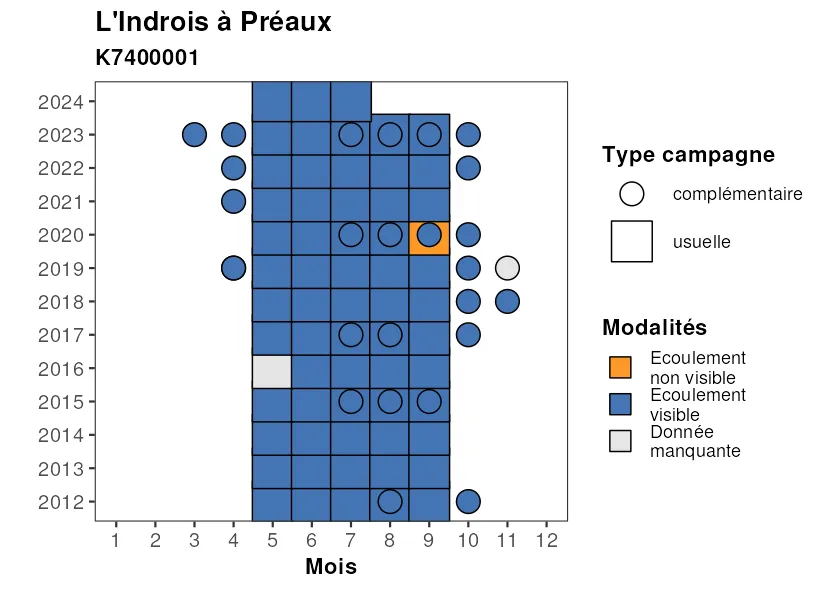 L'Indrois à Préaux
K7400001
2024
2023
2022
2021
2020
2019
2018
2017
2016
2015
2014
2013
2012
1 2 3 4 5 6 7 8 9 10 11 12
Mois
Type campagne
complémentaire
usuelle
Modalités
Ecoulement
non visible
Ecoulement
visible
Donnée
manquante